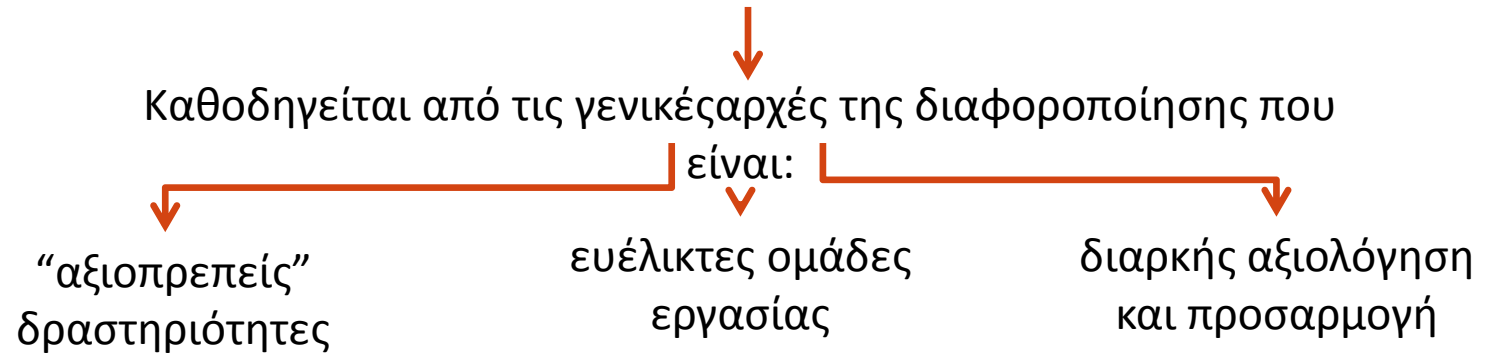 Καθοδηγείται από τις γενικέςαρχές της διαφοροποίησης που
είναι:
“αξιοπρεπείς”
δραστηριότητες
ευέλικτες ομάδες
εργασίας
διαρκής αξιολόγηση
και προσαρμογή